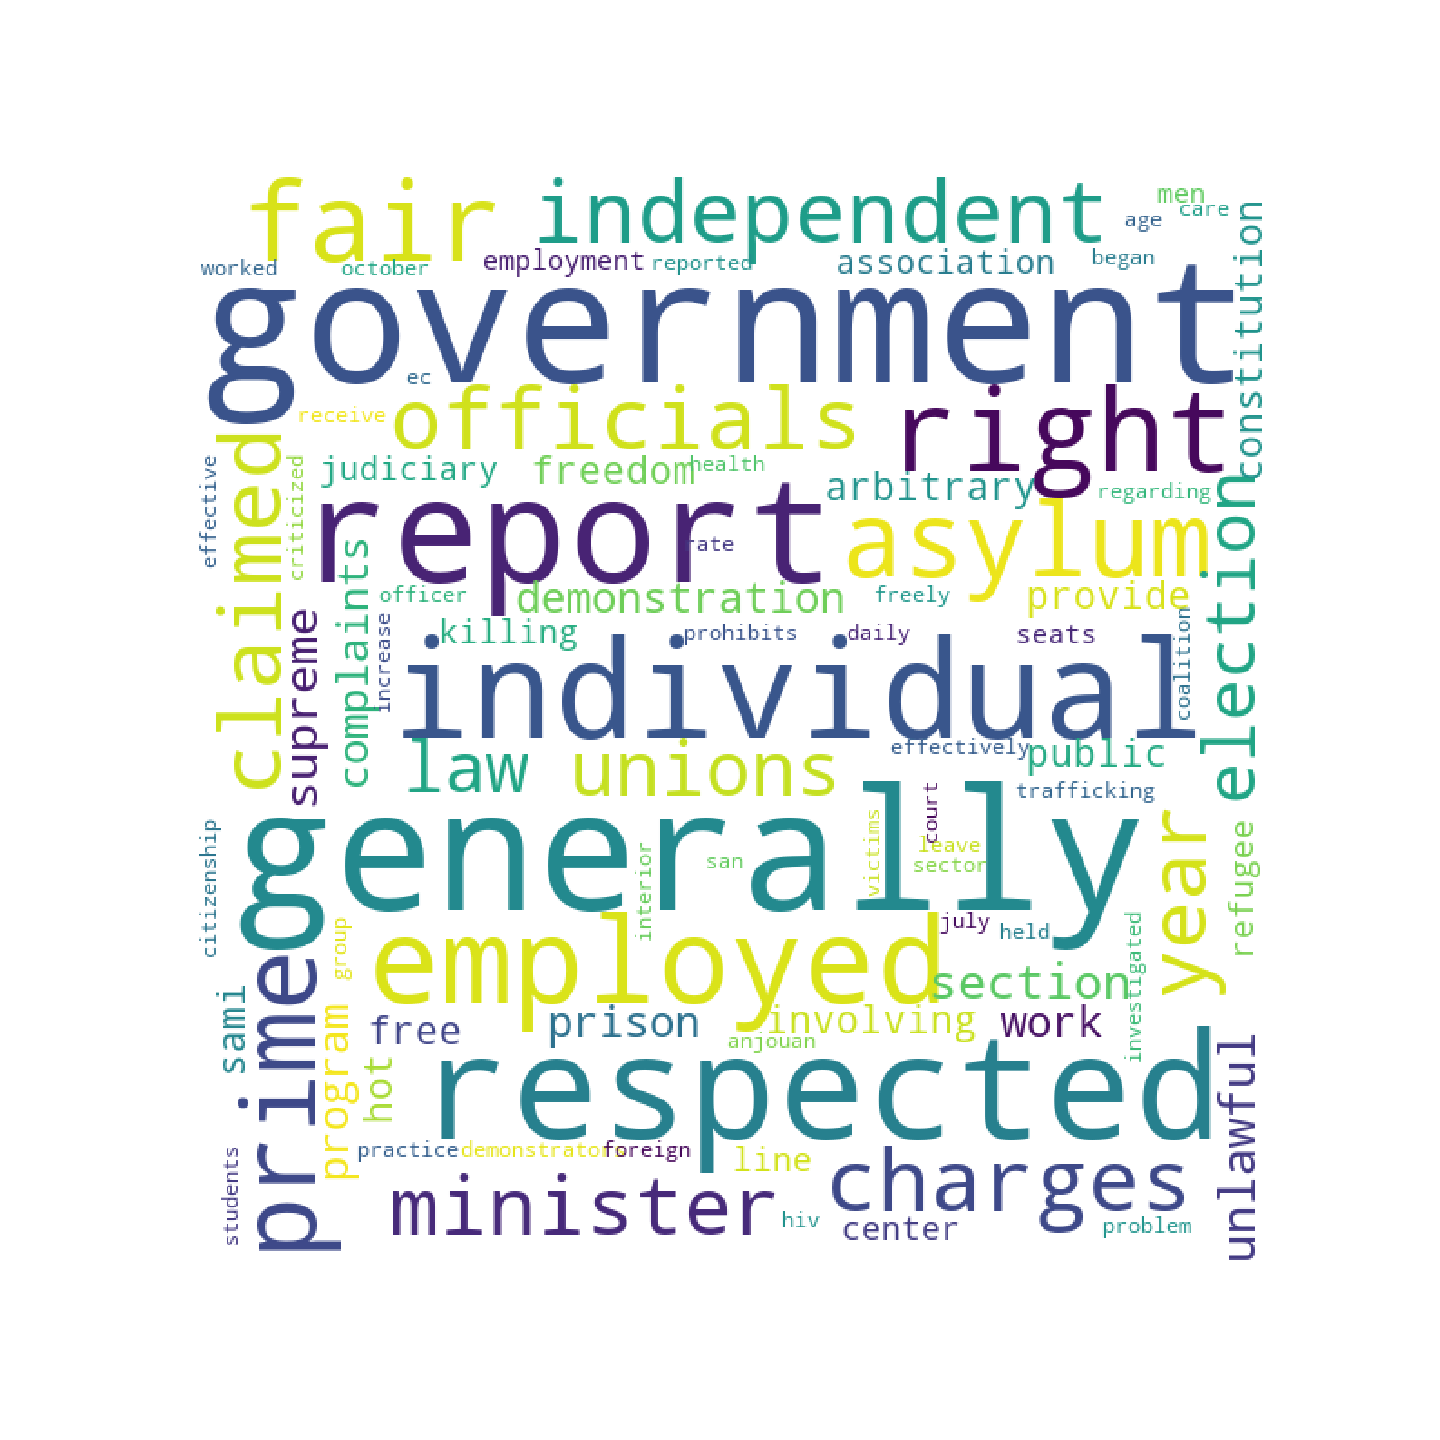 men
fair
independent
age
care
worked
october
employment
reported
association
began
constitution
government
ec
receive
officials
right
judiciary
freedom
health
arbitrary
regarding
effective
criticized
claimed
report
rate
asylum
election
complaints
officer
demonstration
freely
provide
supreme
increase
killing
prohibits
daily
seats
coalition
individual
law
unions
effectively
public
trafficking
generally
court
victims
leave
sector
san
interior
year
refugee
citizenship
prime
group
employed
july
held
section
investigated
sami
program
free
prison
involving
work
anjouan
hot
respected
unlawful
students
practice
demonstrators
foreign
line
charges
minister
hiv
center
problem